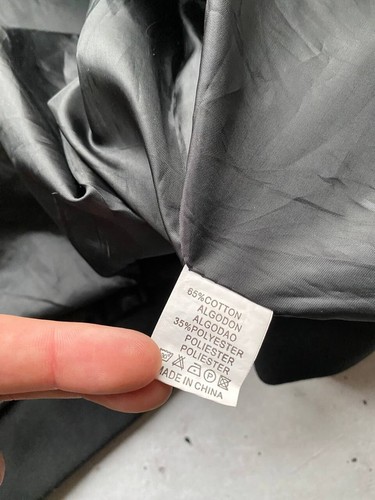 65%COTTON
ALGODON
ALGODAO
35%POLYESTER
POLIESTER
POLIESTER
MADE IN CHINA